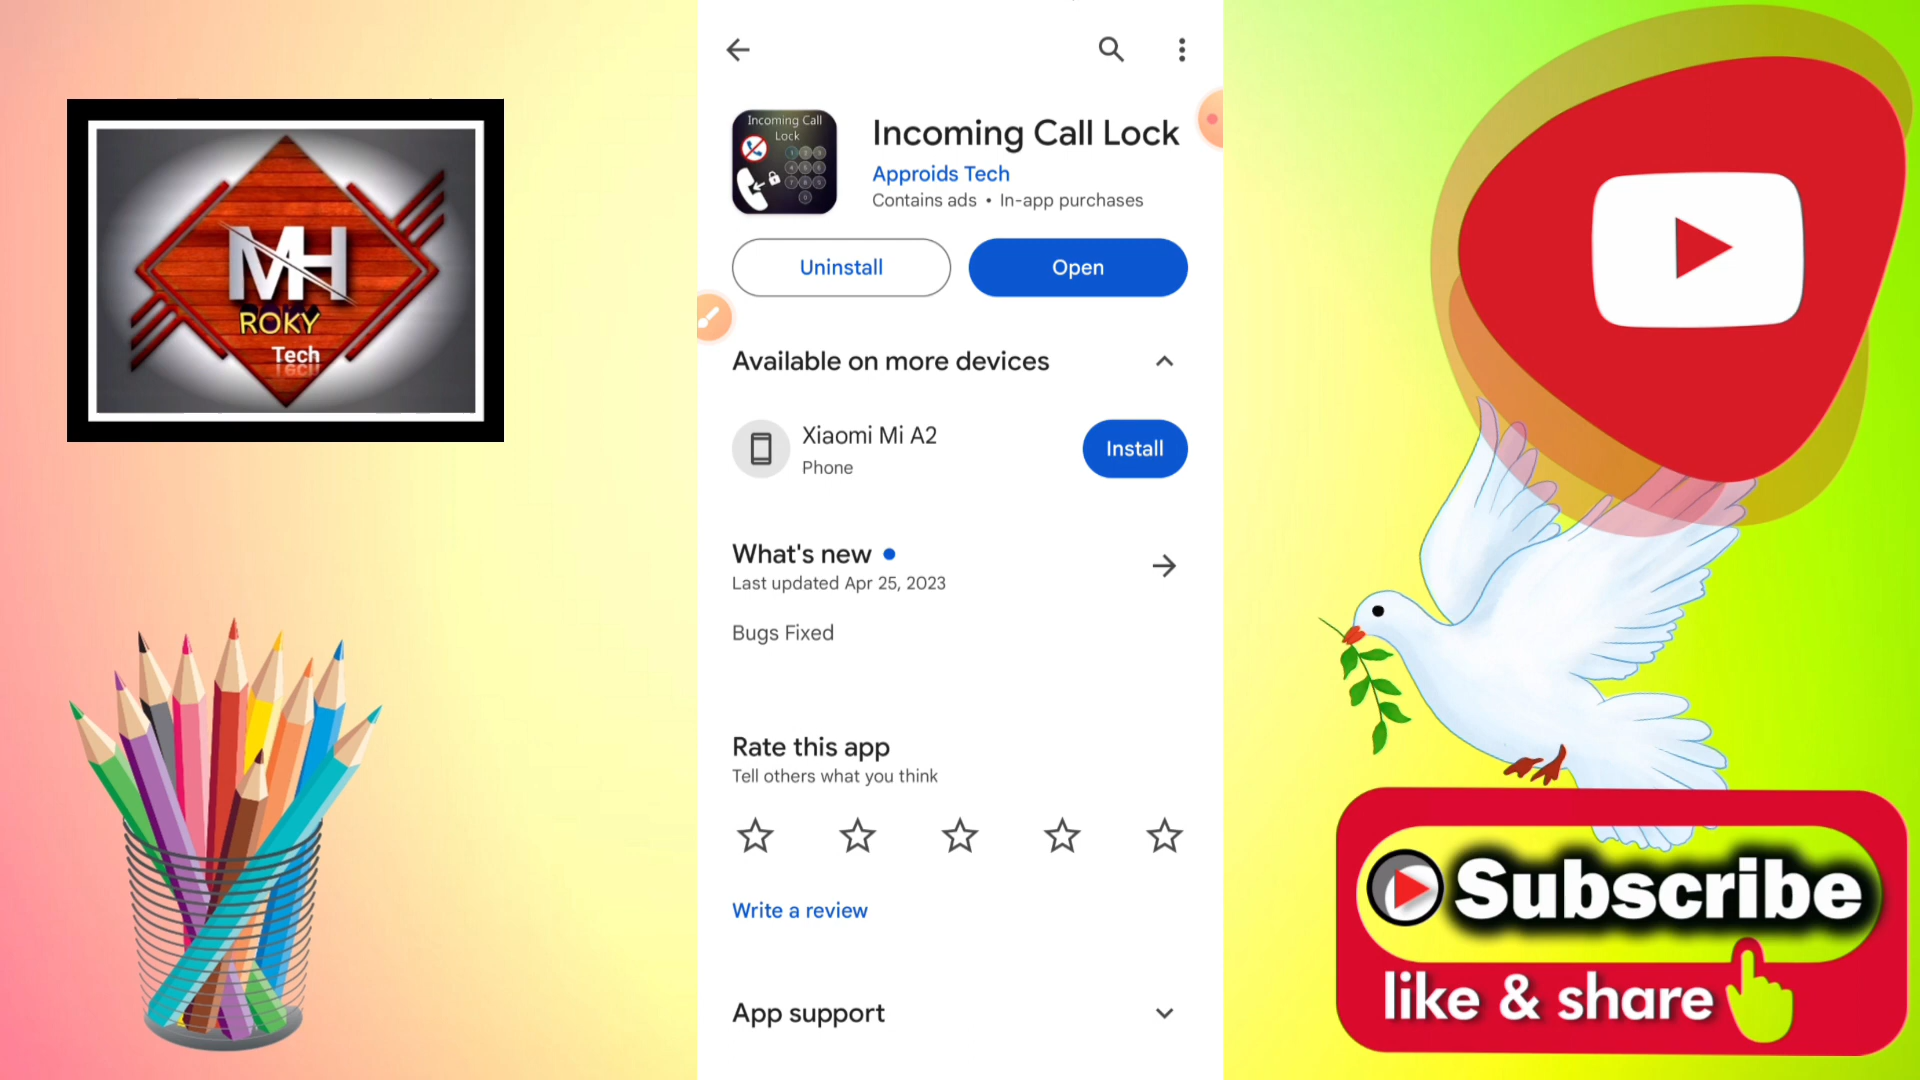 MH
ROKY
Tech
Incoming Call
Lock
Incoming Call Lock
Approids Tech
Contains ads • In-app purchases
Uninstall
Open
Available on more devices
Xiaomi Mi A2
Phone
Install
What's new
Last updated Apr 25, 2023
Bugs Fixed
Rate this app
Tell others what you think
Write a review
App support
Subscribe
like & share